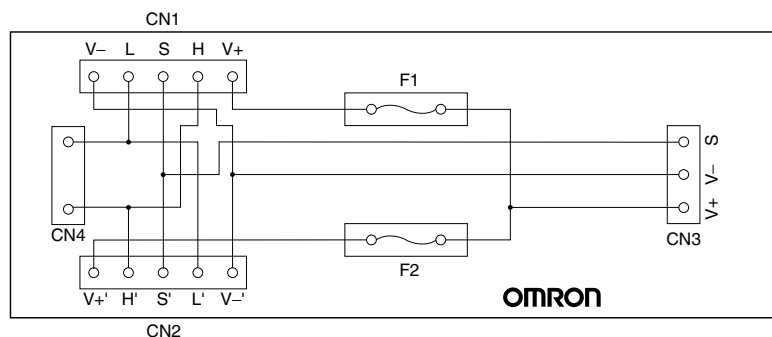 CN1
V− L S H V+
F1
S
V−
V+
CN4
CN3
F2
V+' H' S' L' V−'
OMRON
CN2